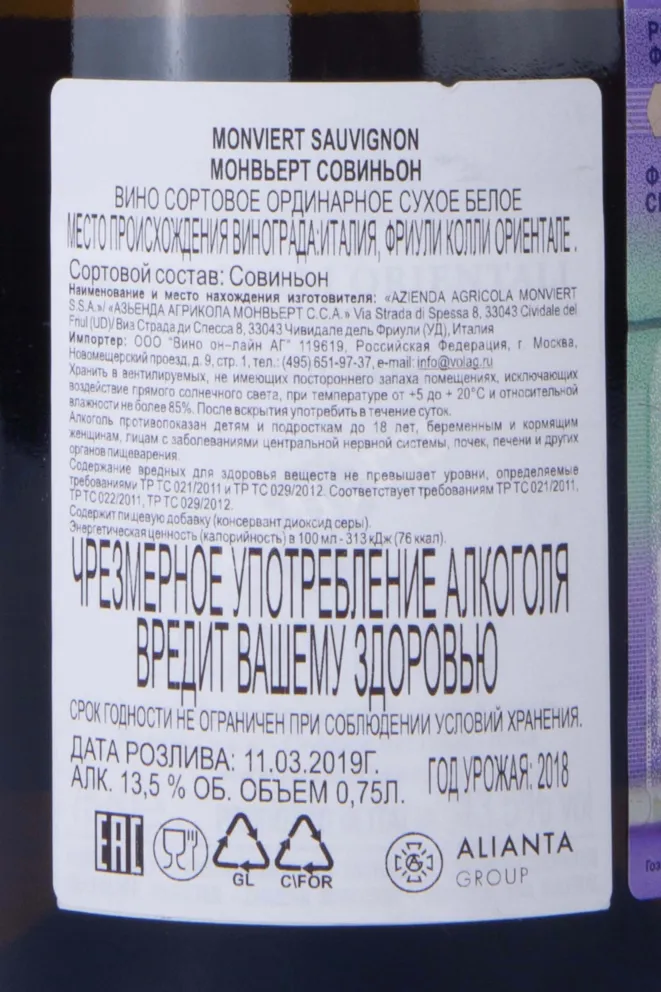 MONVIERT SAUVIGNON
МОНВЬЕРТ СОВИНЬОН
ВИНО СОРТОВОЕ ОРДИНАРНОЕ СУХОЕ БЕЛОЕ
МЕСТО ПРОИСХОЖДЕНИЯ ВИНОГРАДА:ИТАЛИЯ, ФРИУЛИ КОЛЛИ ОРИЕНТАЛЕ.
Сортовой состав: Совиньон
Наименование и место нахождения изготовителя: «AZIENDA AGRICOLA MONVIERT
S.S.A.»/ «АЗЬЕНДА АГРИКОЛА МОНВЬЕРТ С.С.А.» Via Strada di Spessa 8, 33043 Cividale del
Friul (UD)/ Виа Страда ди Спесса 8, 33043 Чивидале дель Фриули (УД), Италия
Импортер: ООО "Вино он-лайн АГ" 119619, Российская Федерация, г. Москва,
Новомещерский проезд, д. 9, стр. 1, тел.: (495) 651-97-37, e-mail: info@volag.ru
Хранить в вентилируемых, не имеющих постороннего запаха помещениях, исключающих
воздействие прямого солнечного света, при температуре от +5 до + 20°С и относительной
влажности не более 85%. После вскрытия употребить в течение суток.
Алкоголь противопоказан детям и подросткам до 18 лет, беременным и кормящим
женщинам, лицам с заболеваниями центральной нервной системы, почек, печени и других
органов пищеварения.
Содержание вредных для здоровья веществ не превышает уровни, определяемые
требованиями ТР ТС 021/2011 и ТР ТС 029/2012. Соответствует требованиям ТР ТС 021/2011,
ТР ТС 022/2011, ТР ТС 029/2012.
Содержит пищевую добавку (консервант диоксид серы).
Энергетическая ценность (калорийность) в 100 мл - 313 кДж (76 ккал).
ЧРЕЗМЕРНОЕ УПОТРЕБЛЕНИЕ АЛКОГОЛЯ
ВРЕДИТ ВАШЕМУ ЗДОРОВЬЮ
СРОК ГОДНОСТИ НЕ ОГРАНИЧЕН ПРИ СОБЛЮДЕНИИ УСЛОВИЙ ХРАНЕНИЯ.
ДАТА РОЗЛИВА: 11.03.2019Г. ГОД УРОЖАЯ: 2018
АЛК. 13,5 % ОБ. ОБЪЕМ 0,75Л.
EAC
GL C\FOR
ALIANTA
GROUP